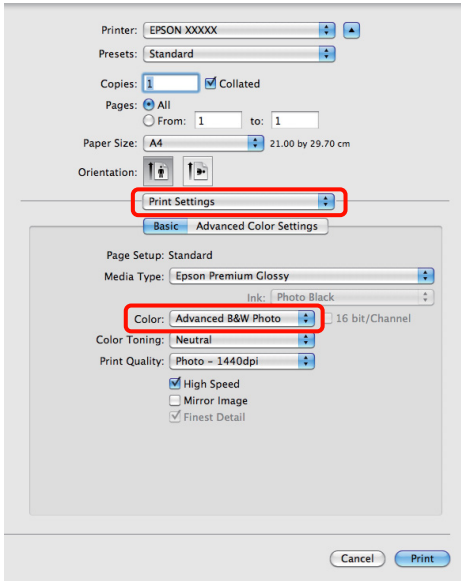 Printer: EPSON XXXXX
Presets: Standard
Copies: 1 Collated
Pages: All
From: 1 to: 1
Paper Size: A4 21.00 by 29.70 cm
Orientation:
Print Settings
Basic Advanced Color Settings
Page Setup: Standard
Media Type: Epson Premium Glossy
Ink: Photo Black
Color: Advanced B&W Photo 16 bit/Channel
Color Toning: Neutral
Print Quality: Photo – 1440dpi
High Speed
Mirror Image
Finest Detail
Cancel Print